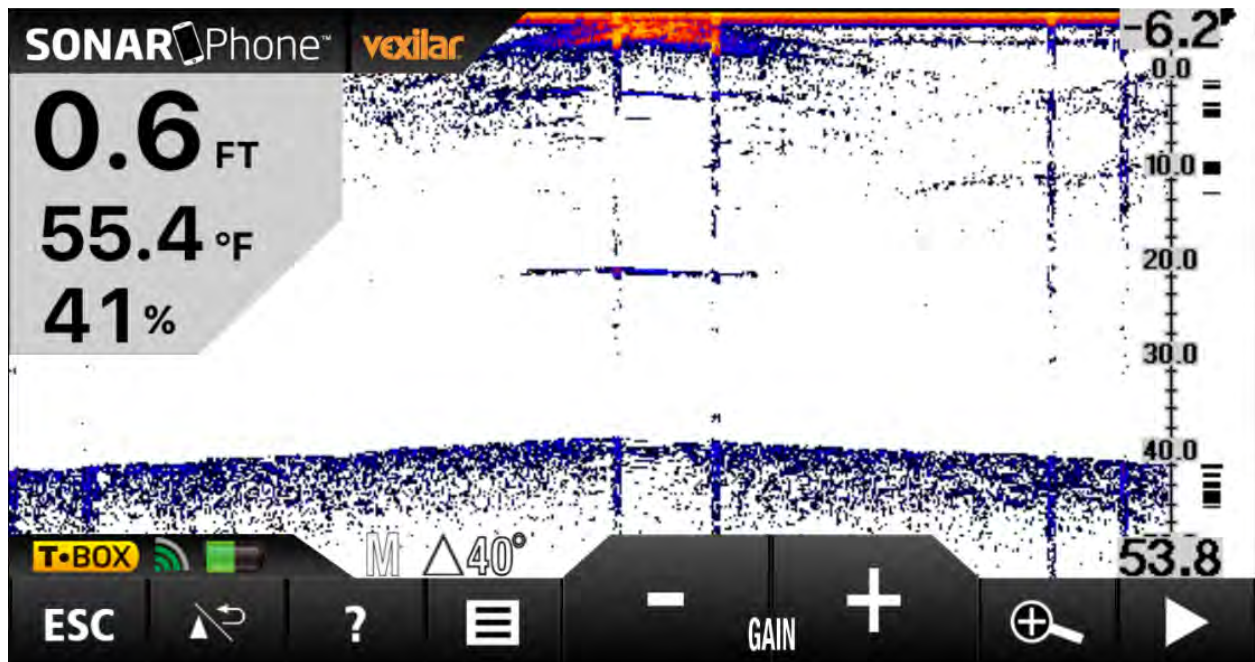 SONAR Phone™ vexilar
0.6 FT
55.4 °F
41%
-6.2
0.0
10.0
20.0
30.0
40.0
53.8
T•BOX M 40°
ESC ? - GAIN +